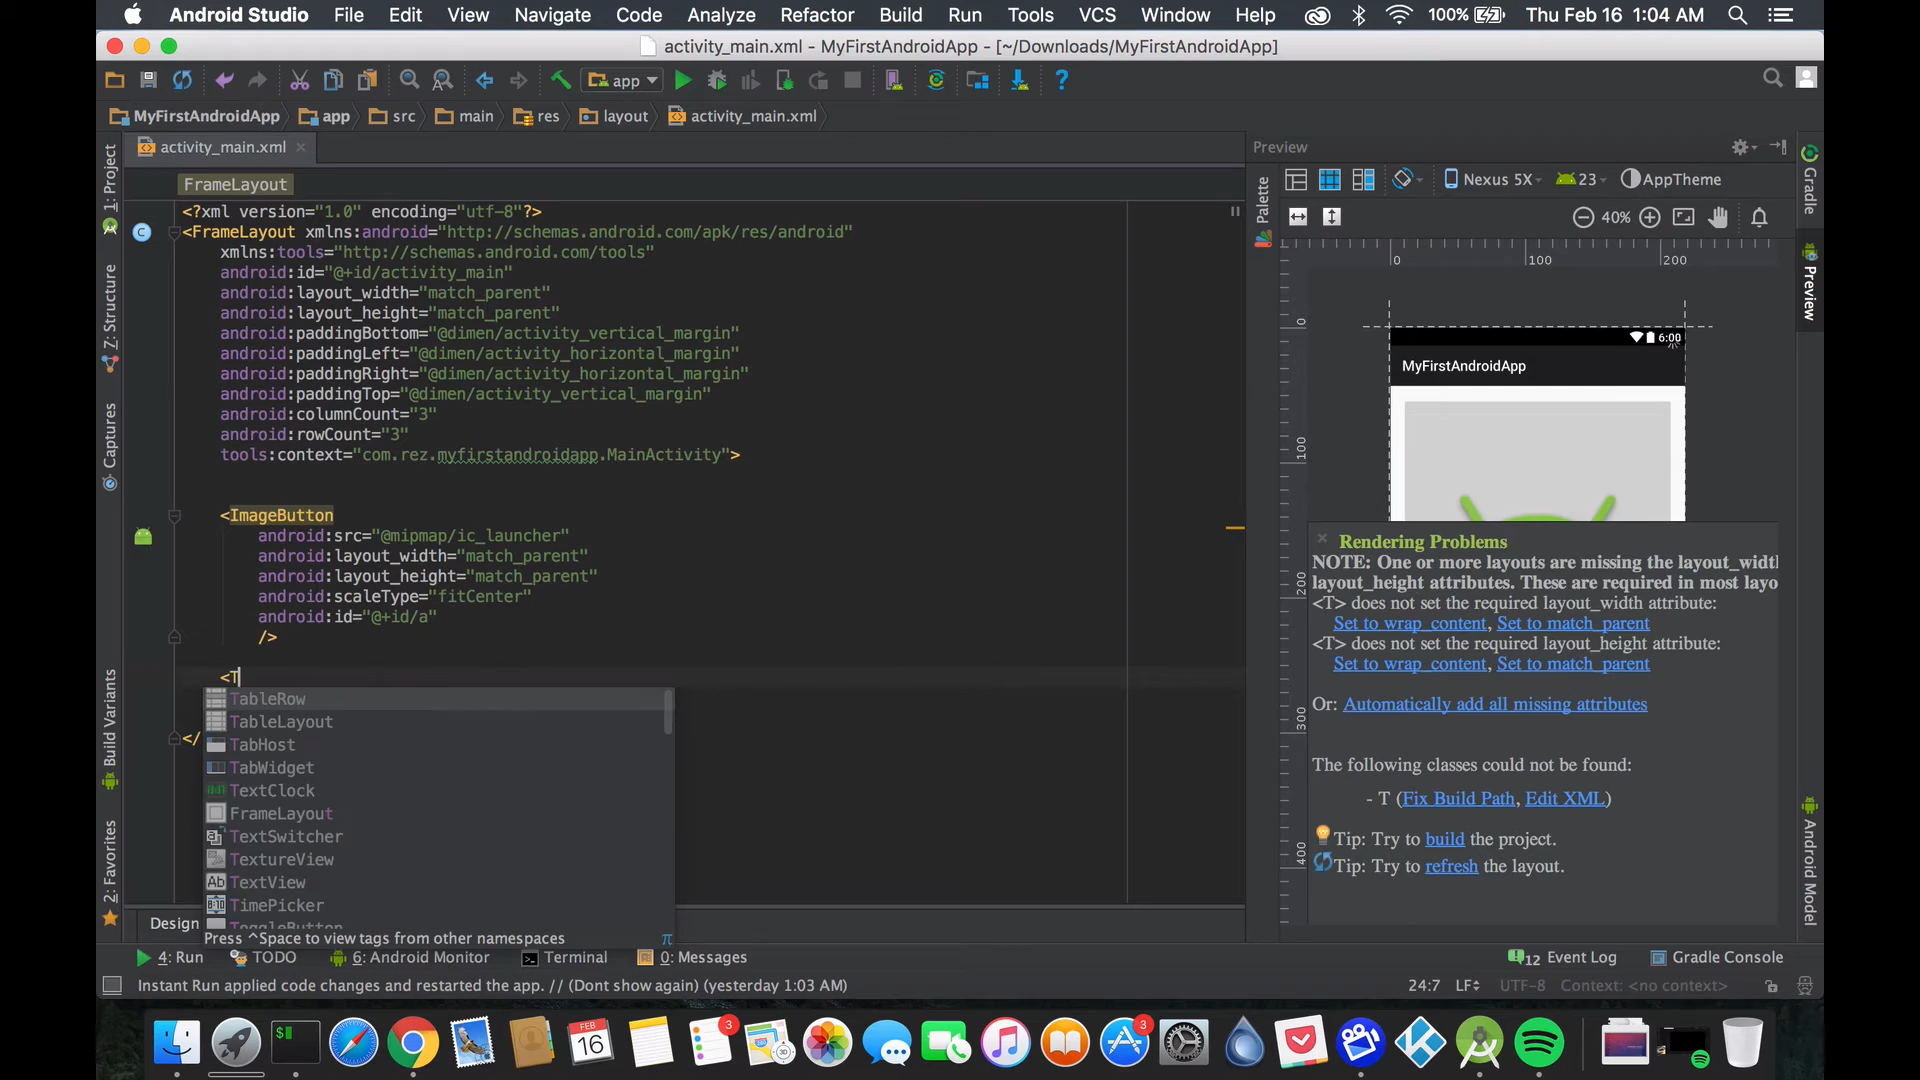 Android Studio File Edit View Navigate Code Analyze Refactor Build Run Tools VCS Window Help 100% Thu Feb 16 1:04 AM
activity_main.xml - MyFirstAndroidApp - [~/Downloads/MyFirstAndroidApp]
app
MyFirstAndroidApp app src main res layout activity_main.xml
1: Project
7: Structure
Captures
Build Variants
2: Favorites
activity_main.xml
FrameLayout
<?xml version="1.0" encoding="utf-8"?>
<FrameLayout xmlns:android="http://schemas.android.com/apk/res/android"
xmlns:tools="http://schemas.android.com/tools"
android:id="@+id/activity_main"
android:layout_width="match_parent"
android:layout_height="match_parent"
android:paddingBottom="@dimen/activity_vertical_margin"
android:paddingLeft="@dimen/activity_horizontal_margin"
android:paddingRight="@dimen/activity_horizontal_margin"
android:paddingTop="@dimen/activity_vertical_margin"
android:columnCount="3"
android:rowCount="3"
tools:context="com.rez.myfirstandroidapp.MainActivity">
<ImageButton
android:src="@mipmap/ic_launcher"
android:layout_width="match_parent"
android:layout_height="match_parent"
android:scaleType="fitCenter"
android:id="@+id/a"
/>
<T
</
TableRow
TableLayout
TabHost
TabWidget
TextClock
FrameLayout
TextSwitcher
TextureView
Ab TextView
TimePicker
ToggleButton
Press ^Space to view tags from other namespaces π
Design
Preview
Palette
Nexus 5X 23 AppTheme
40%
0 100 200
0
100
200
300
400
6:00
MyFirstAndroidApp
Rendering Problems
NOTE: One or more layouts are missing the layout_widt
layout_height attributes. These are required in most layo
<T> does not set the required layout_width attribute:
Set to wrap_content, Set to match_parent
<T> does not set the required layout_height attribute:
Set to wrap_content, Set to match_parent
Or: Automatically add all missing attributes
The following classes could not be found:
- T (Fix Build Path, Edit XML)
Tip: Try to build the project.
Tip: Try to refresh the layout.
Gradle
Preview
Android Model
4: Run TODO 6: Android Monitor Terminal 0: Messages 12 Event Log Gradle Console
Instant Run applied code changes and restarted the app. // (Dont show again) (yesterday 1:03 AM) 24:7 LF UTF-8 Context: <no context>
$ FEB 16 3 3D 3